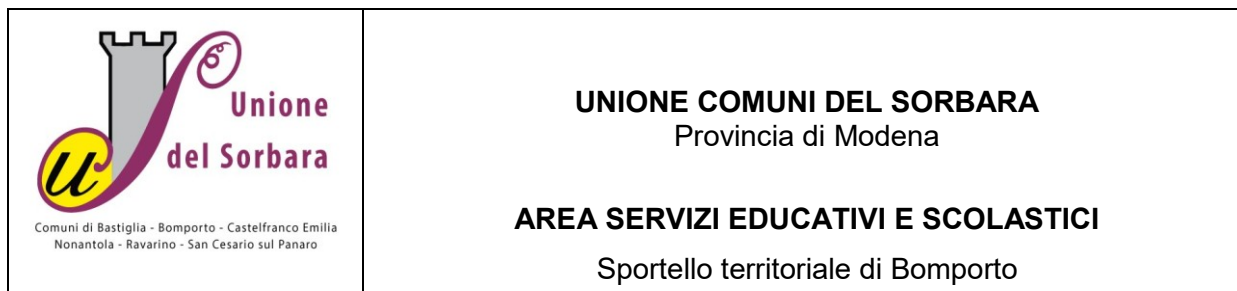 Unione
del Sorbara
u
Comuni di Bastiglia - Bomporto - Castelfranco Emilia
Nonantola - Ravarino - San Cesario sul Panaro
UNIONE COMUNI DEL SORBARA
Provincia di Modena
AREA SERVIZI EDUCATIVI E SCOLASTICI
Sportello territoriale di Bomporto